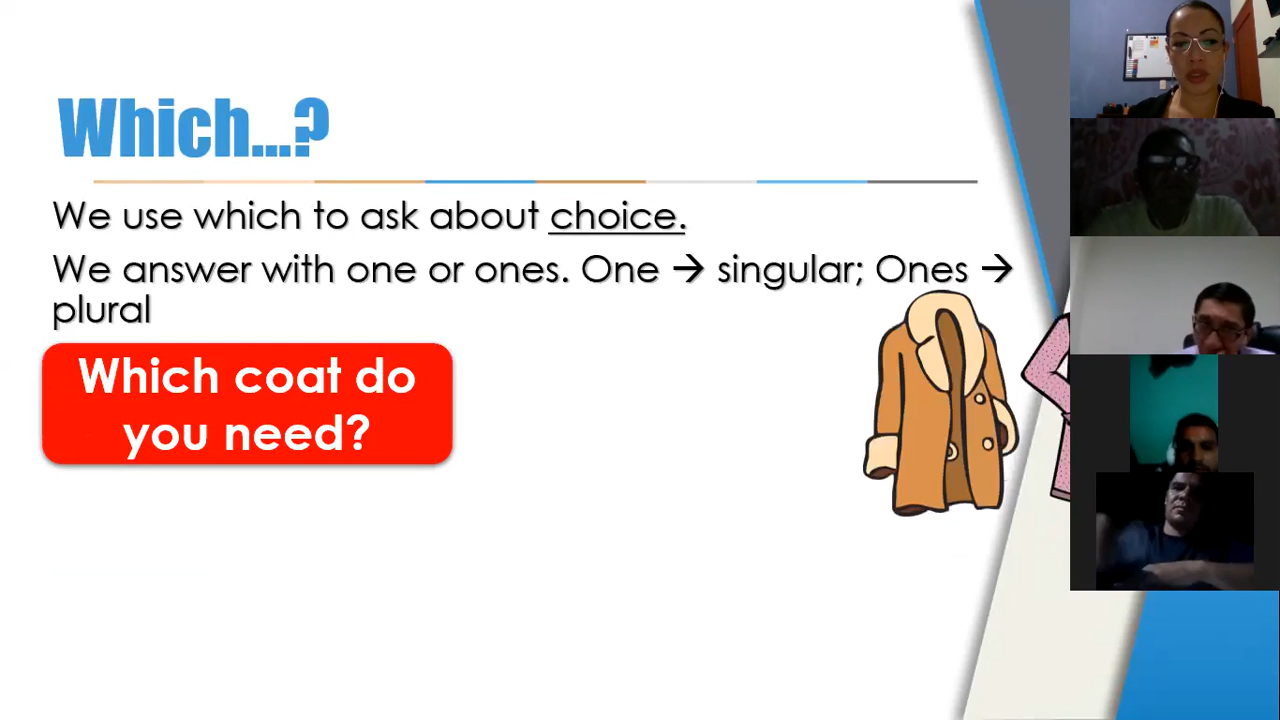 Which...?
We use which to ask about choice.
We answer with one or ones. One → singular; Ones →
plural
Which coat do
you need?